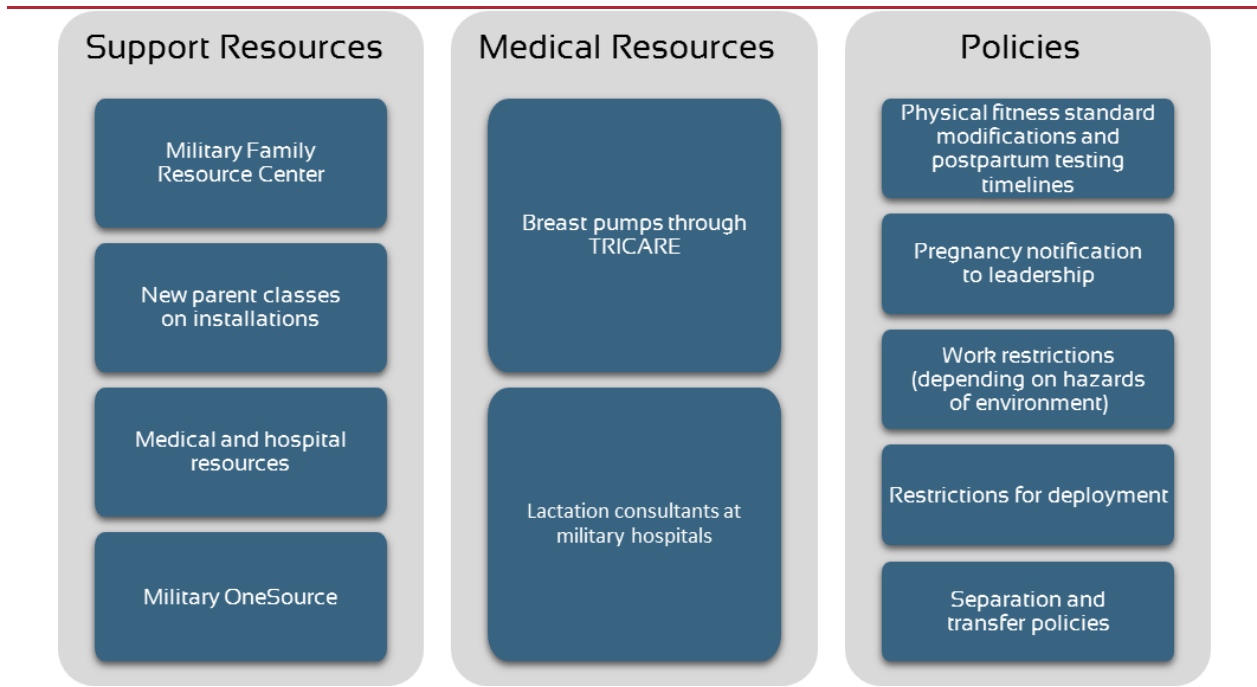 Support Resources
Military Family
Resource Center
New parent classes
on installations
Medical and hospital
resources
Military OneSource
Medical Resources
Breast pumps through
TRICARE
Lactation consultants at
military hospitals
Policies
Physical fitness standard
modifications and
postpartum testing
timelines
Pregnancy notification
to leadership
Work restrictions
(depending on hazards
of environment)
Restrictions for deployment
Separation and
transfer policies